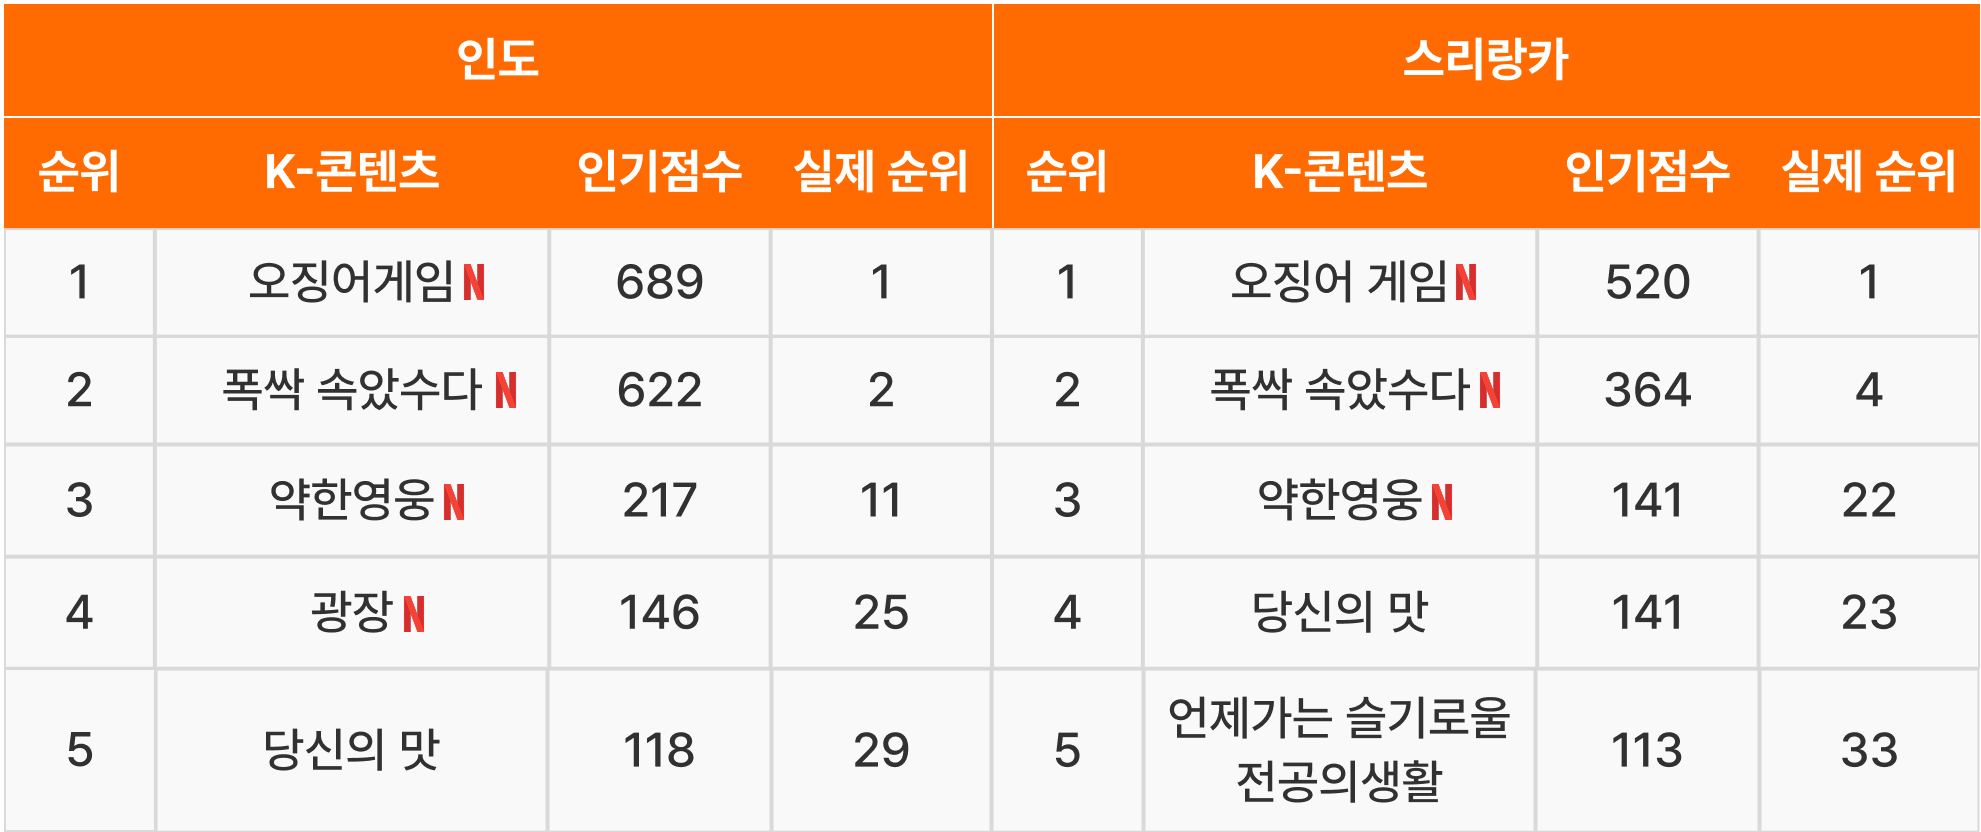 인도 스리랑카
순위 K-콘텐츠 인기점수 실제 순위 순위 K-콘텐츠 인기점수 실제 순위
1 오징어게임 N 689 1 1 오징어 게임 N 520 1
2 폭싹 속았수다 N 622 2 2 폭싹 속았수다 N 364 4
3 약한영웅 N 217 11 3 약한영웅 N 141 22
4 광장 N 146 25 4 당신의 맛 141 23
5 당신의 맛 118 29 5 언제가는 슬기로울 113 33
전공의생활